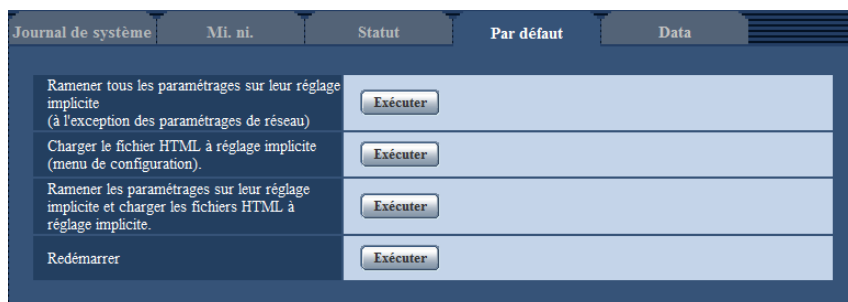 Journal de système Mi. ni. Statut Par défaut Data
Ramener tous les paramétrages sur leur réglage
implicite
(à l'exception des paramétrages de réseau)
Exécuter
Charger le fichier HTML à réglage implicite
(menu de configuration).
Exécuter
Ramener les paramétrages sur leur réglage
implicite et charger les fichiers HTML à
réglage implicite.
Exécuter
Redémarrer
Exécuter